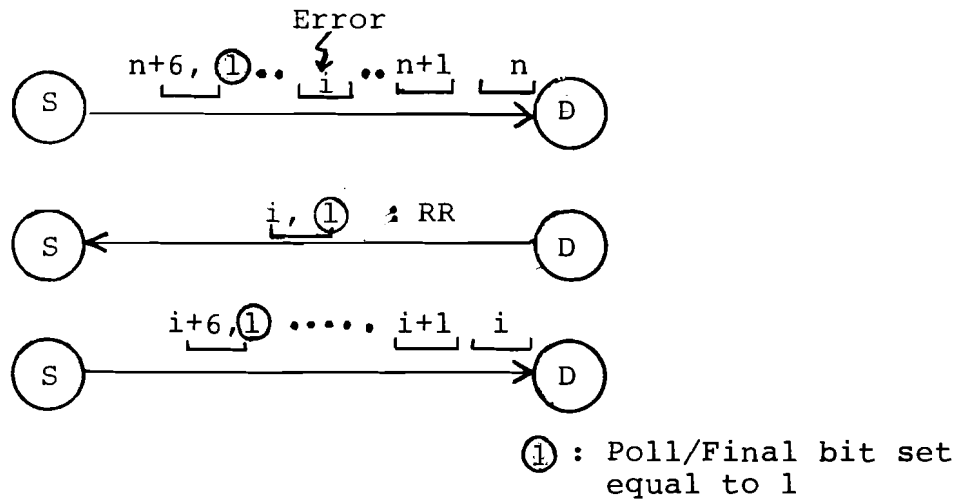 Error
n+6, 1 .. i .. n+1 n
S D
i, 1 : RR
S D
i+6, 1 ..... i+1 i
S D
1 : Poll/Final bit set
equal to 1